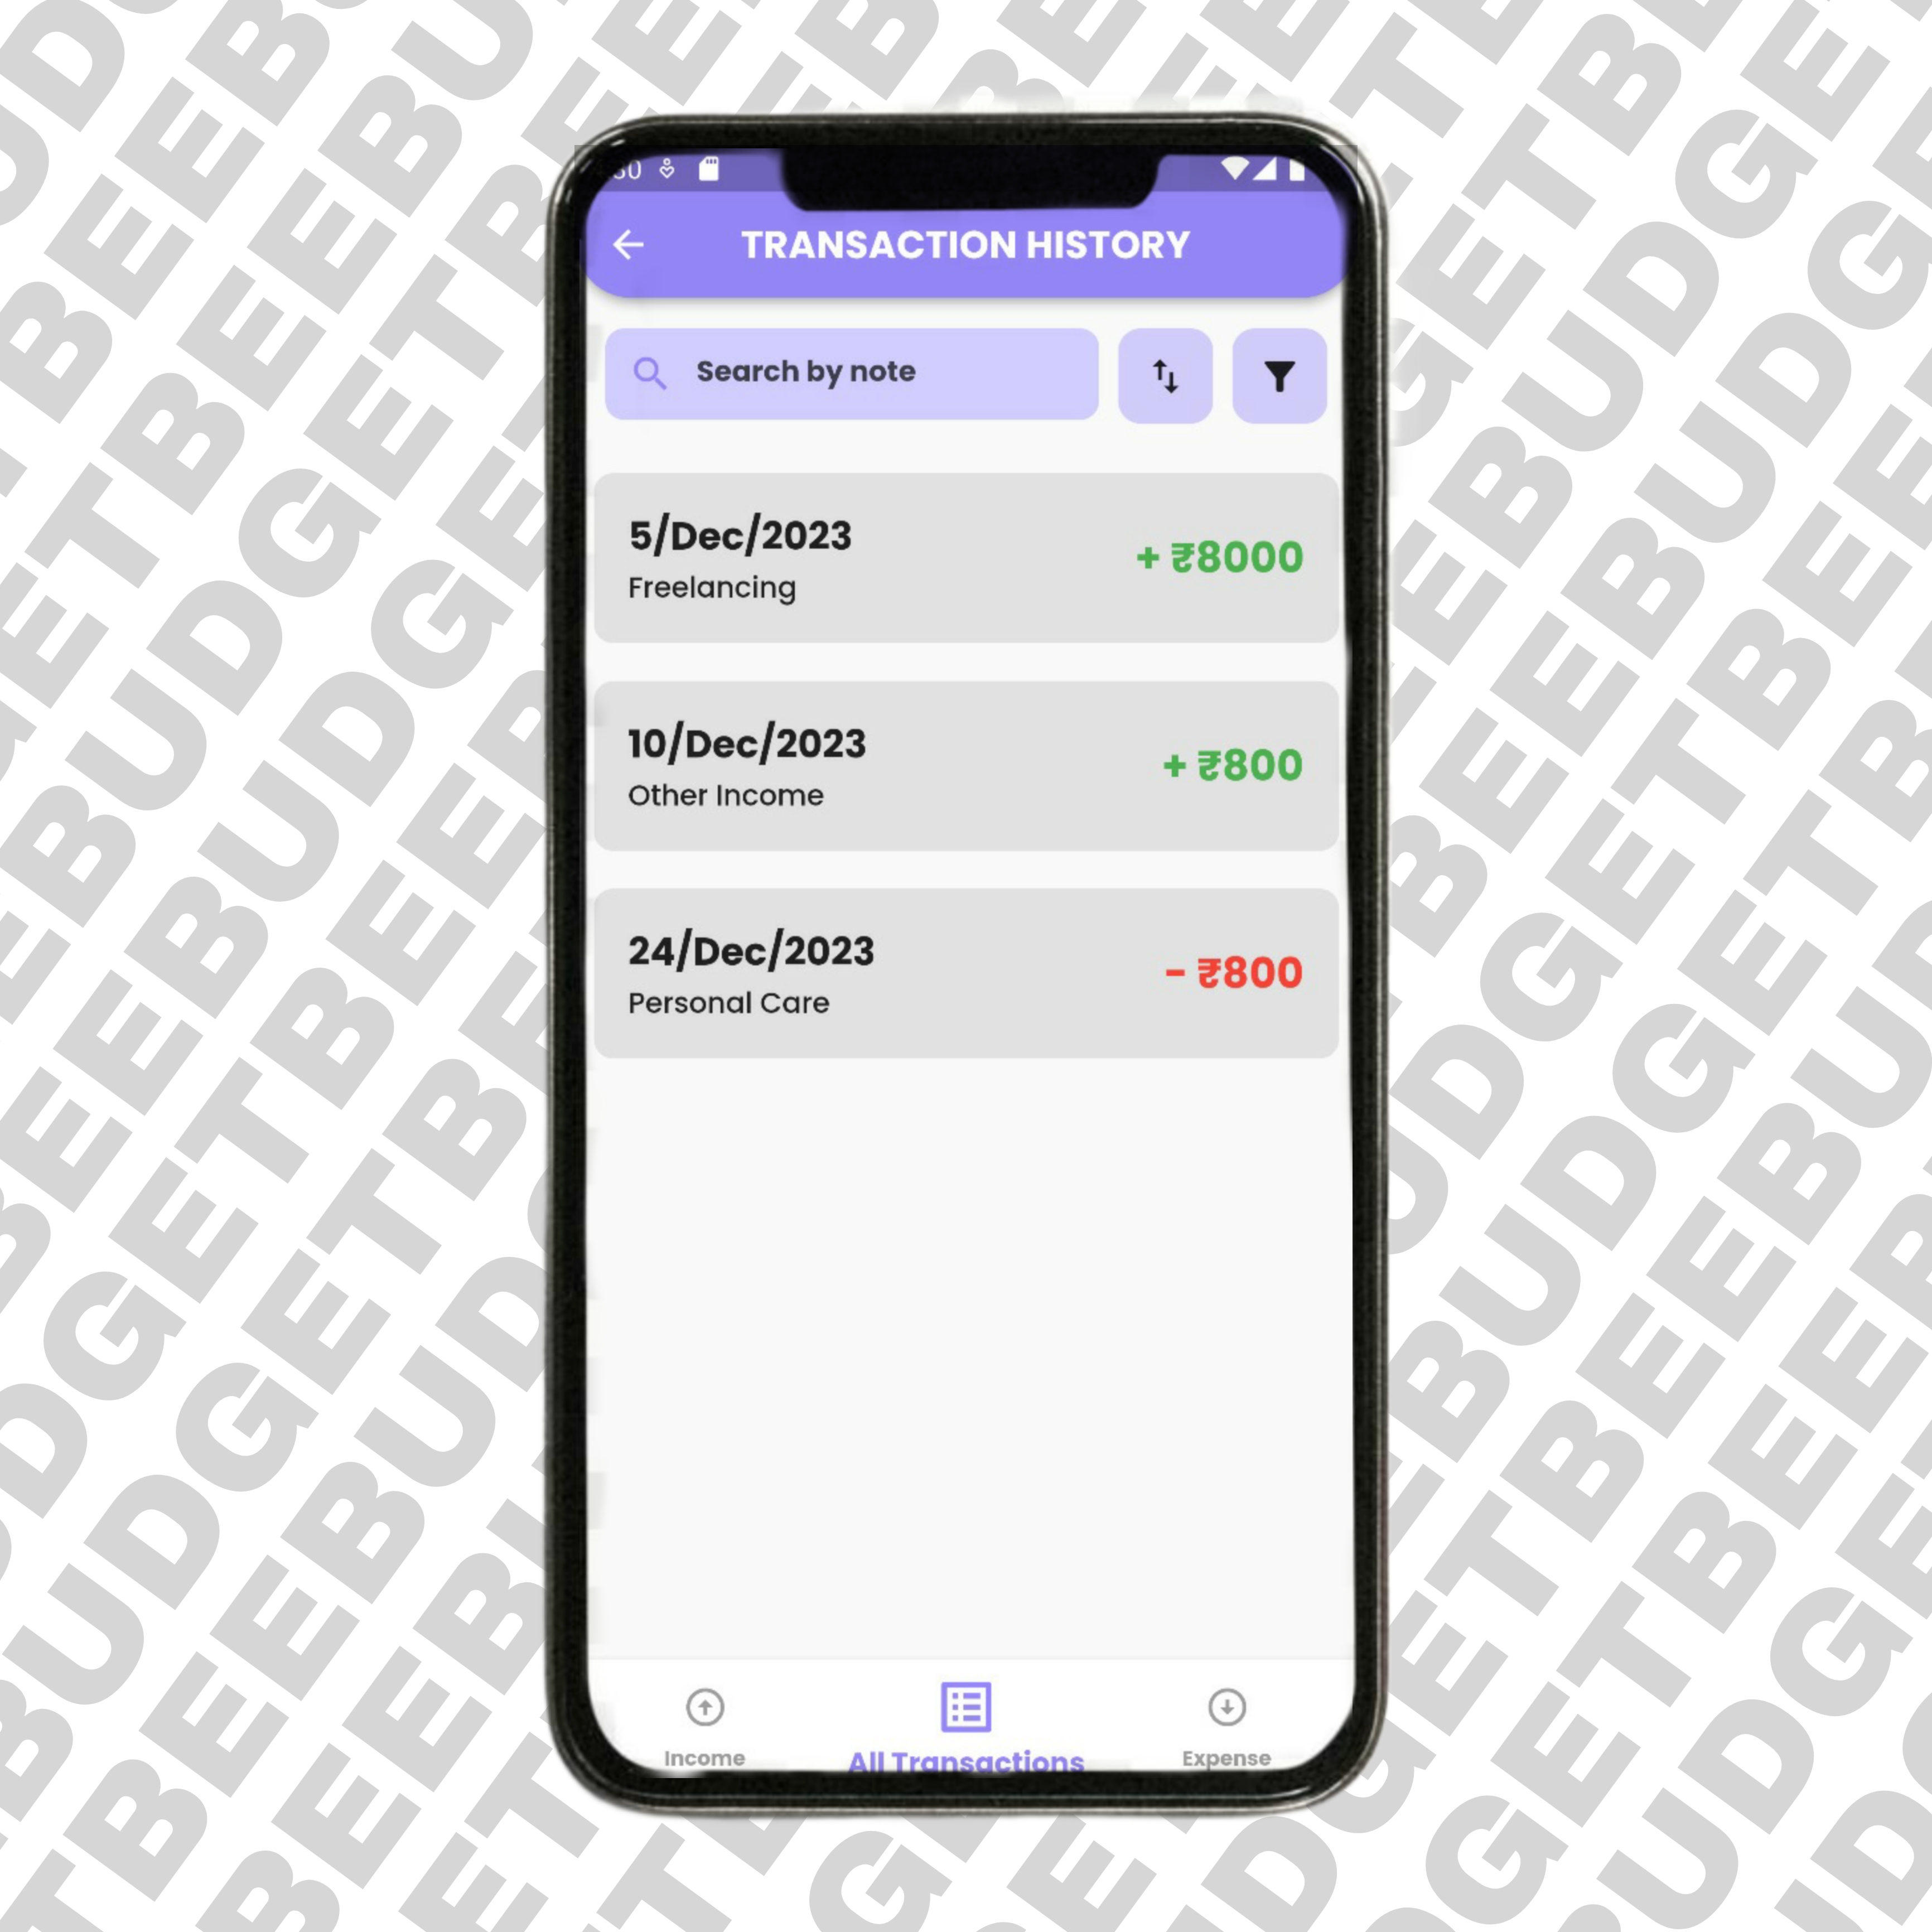 TRANSACTION HISTORY
Search by note
5/Dec/2023
+ ₹8000
Freelancing
10/Dec/2023
+ ₹800
Other Income
24/Dec/2023
- ₹800
Personal Care
Income
All Transactions
Expense
BUDGETBEE